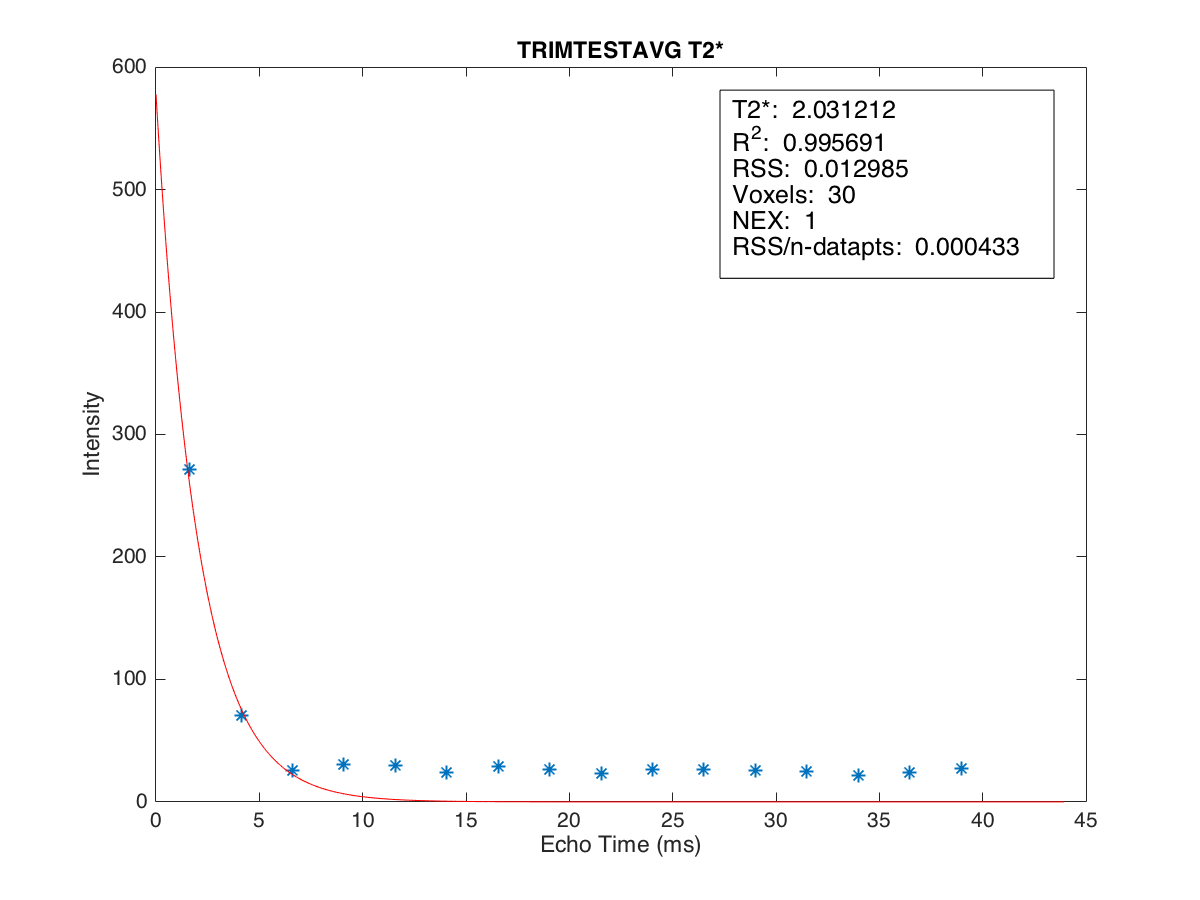 TRIMTESTAVG T2*
600
500
400
300
200
100
0
Intensity
T2*: 2.031212
R²: 0.995691
RSS: 0.012985
Voxels: 30
NEX: 1
RSS/n-datapts: 0.000433
0 5 10 15 20 25 30 35 40 45
Echo Time (ms)